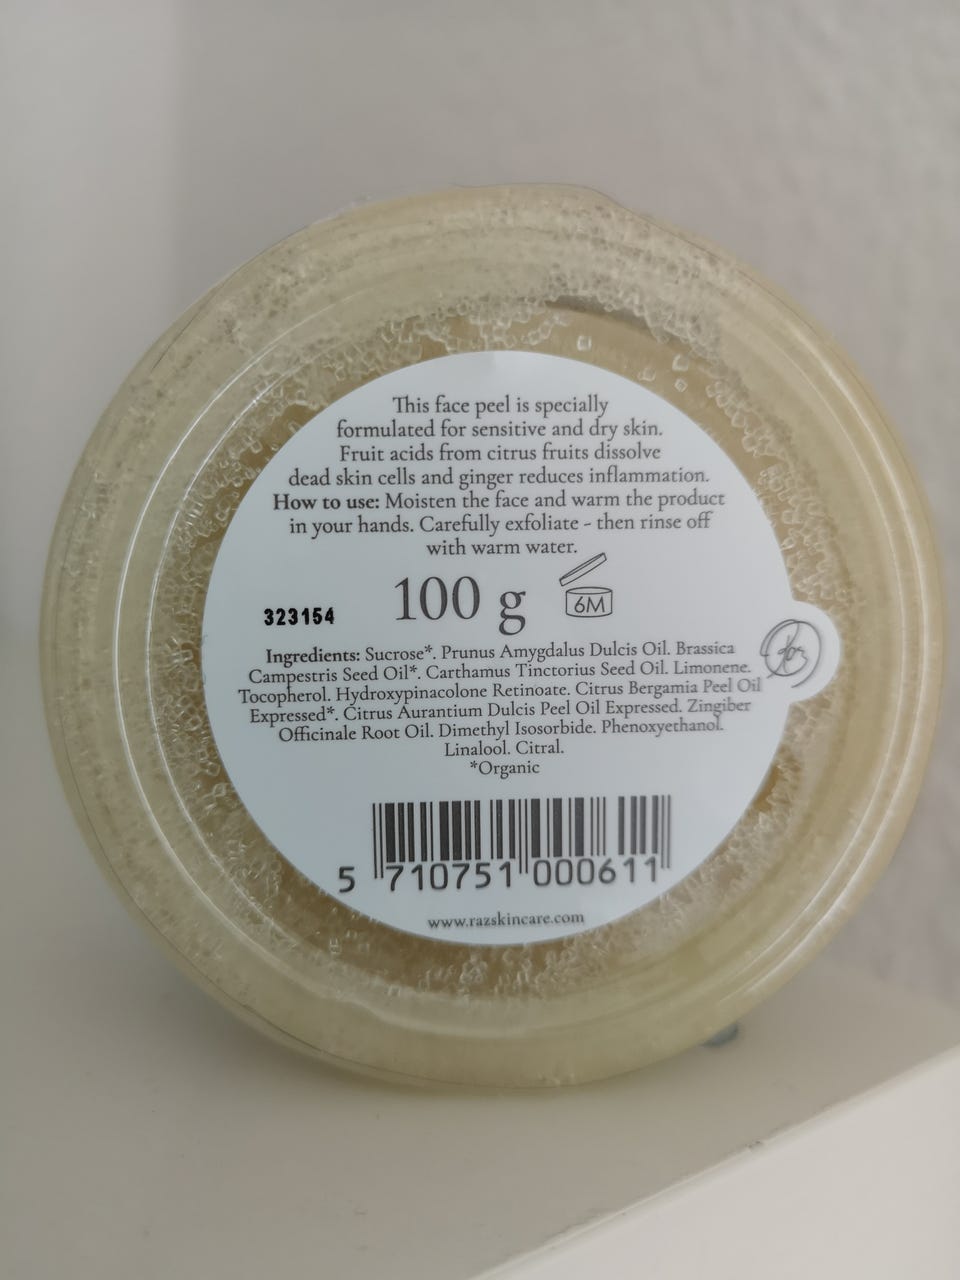 This face peel is specially
formulated for sensitive and dry skin.
Fruit acids from citrus fruits dissolve
dead skin cells and ginger reduces inflammation.
How to use: Moisten the face and warm the product
in your hands. Carefully exfoliate - then rinse off
with warm water.
323154
100 g
6M
Ingredients: Sucrose*. Prunus Amygdalus Dulcis Oil. Brassica
Campestris Seed Oil*. Carthamus Tinctorius Seed Oil. Limonene.
Tocopherol. Hydroxypinacolone Retinoate. Citrus Bergamia Peel Oil
Expressed*. Citrus Aurantium Dulcis Peel Oil Expressed. Zingiber
Officinale Root Oil. Dimethyl Isosorbide. Phenoxyethanol.
Linalool. Citral.
*Organic
5 710751 000611
www.razskincare.com